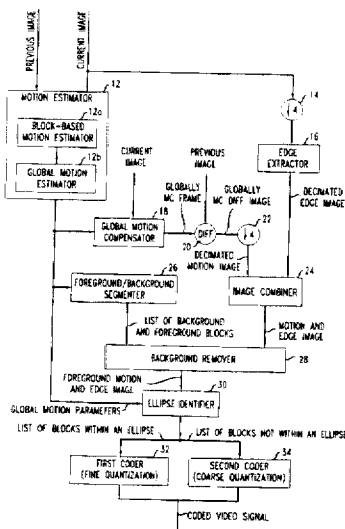 PREVIOUS IMAGE
CURRENT IMAGE
12
MOTION ESTIMATOR
12a
BLOCK-BASED
MOTION ESTIMATOR
12b
GLOBAL MOTION
ESTIMATOR
14
↓4
16
EDGE
EXTRACTOR
CURRENT
IMAGE
PREVIOUS
IMAGE
DECIMATED
EDGE IMAGE
GLOBALLY
MC FRAME
GLOBALLY
MC DIFF IMAGE
18
GLOBAL MOTION
COMPENSATOR
DIFF
20
22
↓4
DECIMATED
MOTION IMAGE
24
IMAGE COMBINER
26
FOREGROUND/BACKGROUND
SEGMENTER
LIST OF BACKGROUND
AND FOREGROUND BLOCKS
MOTION AND
EDGE IMAGE
BACKGROUND REMOVER
28
FOREGROUND MOTION
AND EDGE IMAGE
30
ELLIPSE IDENTIFIER
GLOBAL MOTION PARAMETERS
LIST OF BLOCKS WITHIN AN ELLIPSE
LIST OF BLOCKS NOT WITHIN AN ELLIPSE
32
FIRST CODER
(FINE QUANTIZATION)
34
SECOND CODER
(COARSE QUANTIZATION)
CODED VIDEO SIGNAL